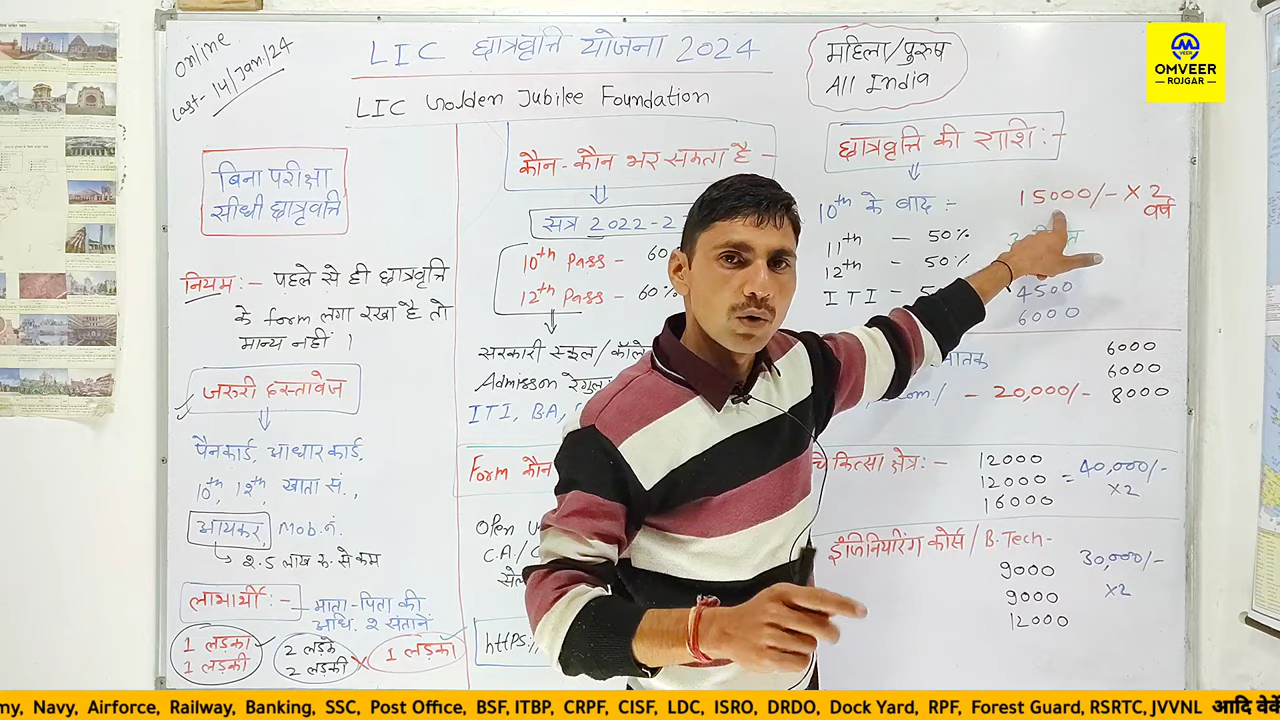 online
Last- 14/Jan/24
LIC छात्रवृत्ति योजना 2024
LIC Golden Jubilee Foundation
महिला/पुरुष
All India
OMVEER
ROJGAR
बिना परीक्षा
सीधी छात्रवृत्ति
नियम:- पहले से ही छात्रवृत्ति
के form लगा रखा है तो
मान्य नहीं ।
जरुरी दस्तावेज
पैनकार्ड, आधार कार्ड,
10th, 12th, खाता सं.,
आयकर, Mob.नं.
2.5 लाख रु. से कम
लाभार्थी:- माता-पिता की
अधि. 2 संतानें
1 लड़का
1 लड़की
2 लड़के
2 लड़की
X
1 लड़का
कौन-कौन भर सकता है -
सत्र 2022-2
10th Pass - 60
12th Pass - 60%
सरकारी स्कूल/कॉले
Admission रेगुल
ITI, BA,
Form कौन
Open
C.A/
https:/
छात्रवृत्ति की राशि:-
10th के बाद :- 15000/- X 2
वर्ष
11th - 50%
12th - 50%
ITI - 5
4500
6000
com/ - 20,000/-
6000
6000
8000
चिकित्सा क्षेत्र:-
12000
12000
16000
= 40,000/-
X2
इंजिनियरिंग कोर्स/B.Tech-
9000
9000
12000
30,000/-
X2
my, Navy, Airforce, Railway, Banking, SSC, Post Office, BSF, ITBP, CRPF, CISF, LDC, ISRO, DRDO, Dock Yard, RPF, Forest Guard, RSRTC, JVVNL आदि वेके